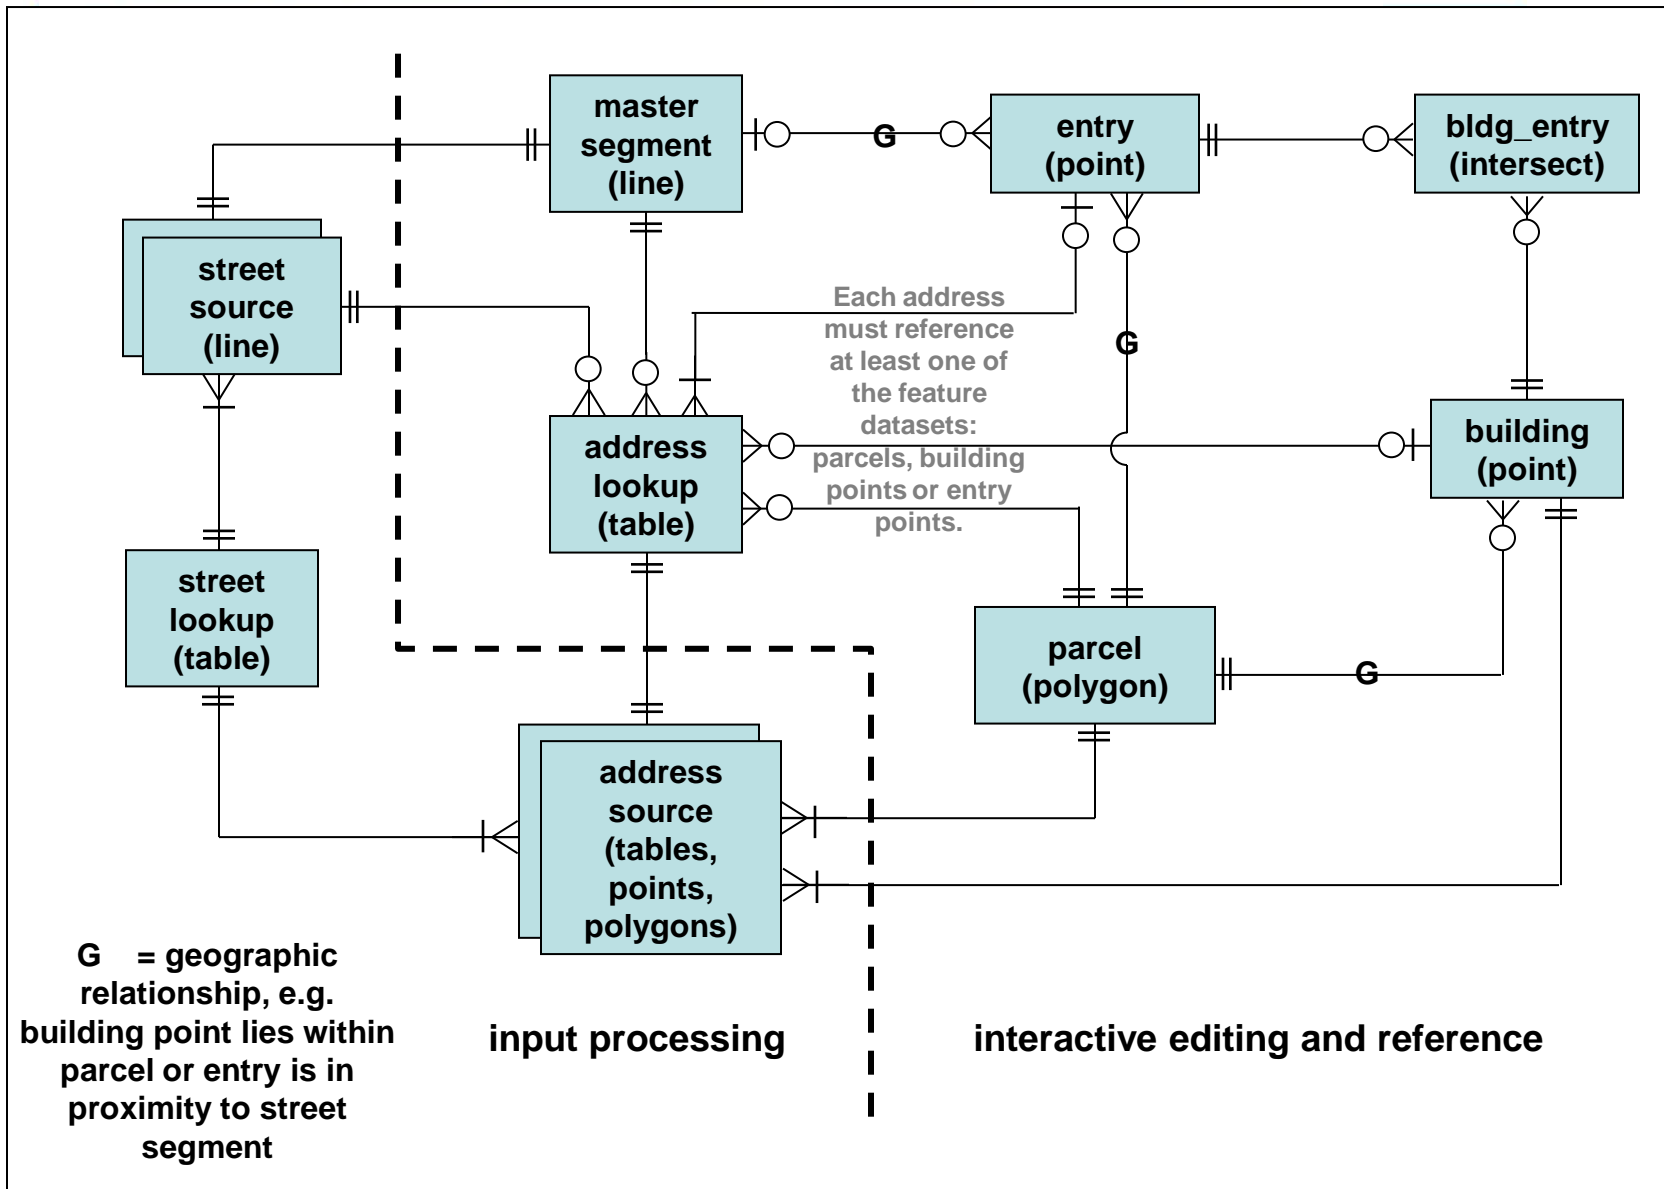 master
segment
(line)
G
entry
(point)
bldg_entry
(intersect)
street
source
(line)
Each address
must reference
at least one of
the feature
datasets:
parcels, building
points or entry
points.
G
address
lookup
(table)
building
(point)
street
lookup
(table)
parcel
(polygon)
G
address
source
(tables,
points,
polygons)
G = geographic
relationship, e.g.
building point lies within
parcel or entry is in
proximity to street
segment
input processing
interactive editing and reference